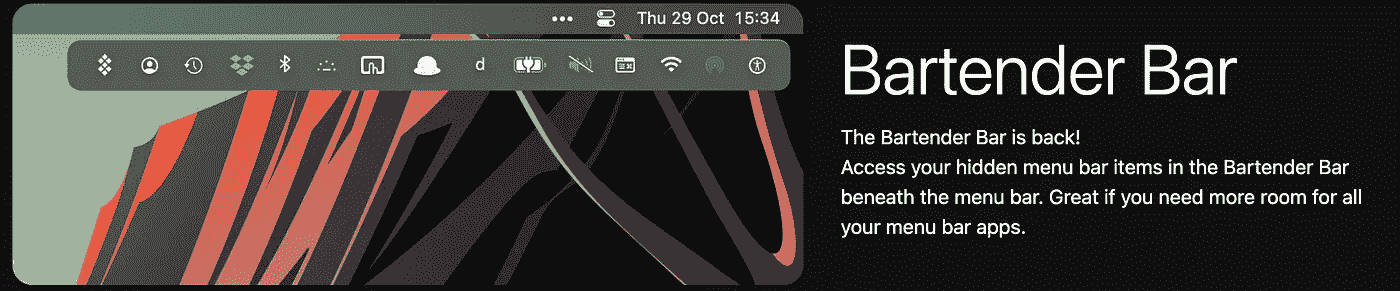 ••• Thu 29 Oct 15:34
d
Bartender Bar
The Bartender Bar is back!
Access your hidden menu bar items in the Bartender Bar
beneath the menu bar. Great if you need more room for all
your menu bar apps.